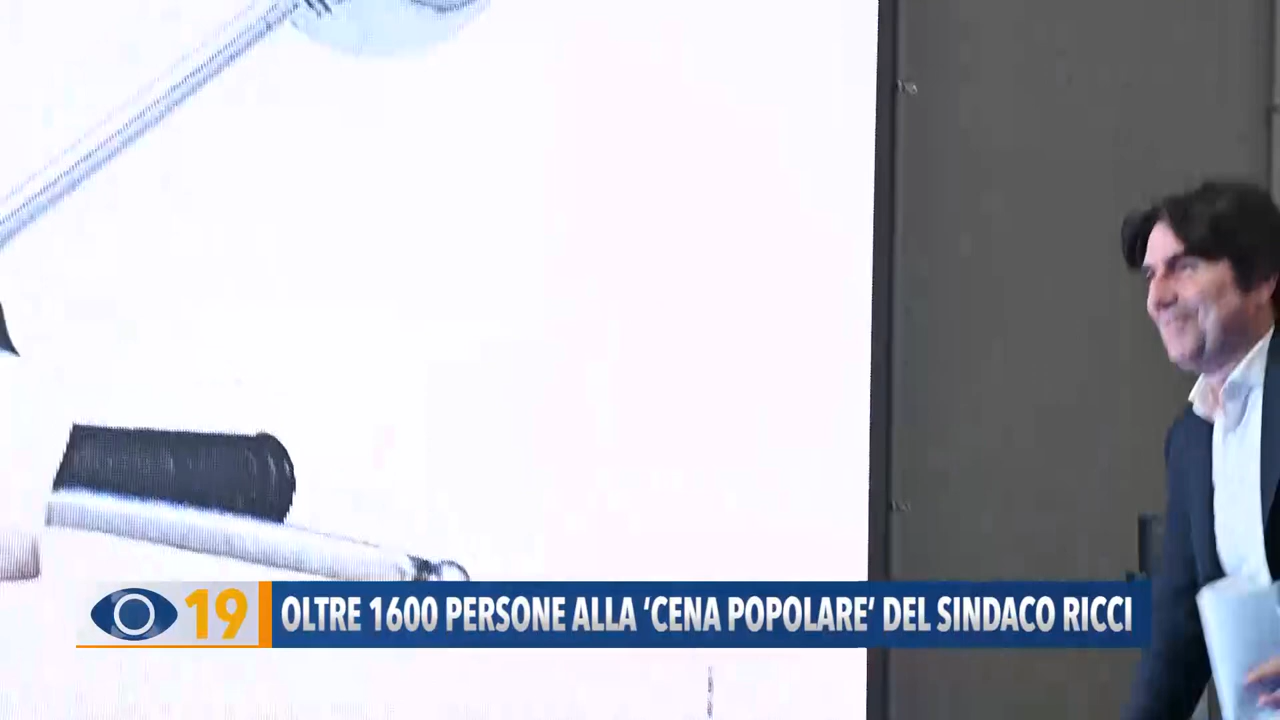 19 OLTRE 1600 PERSONE ALLA ‘CENA POPOLARE’ DEL SINDACO RICCI